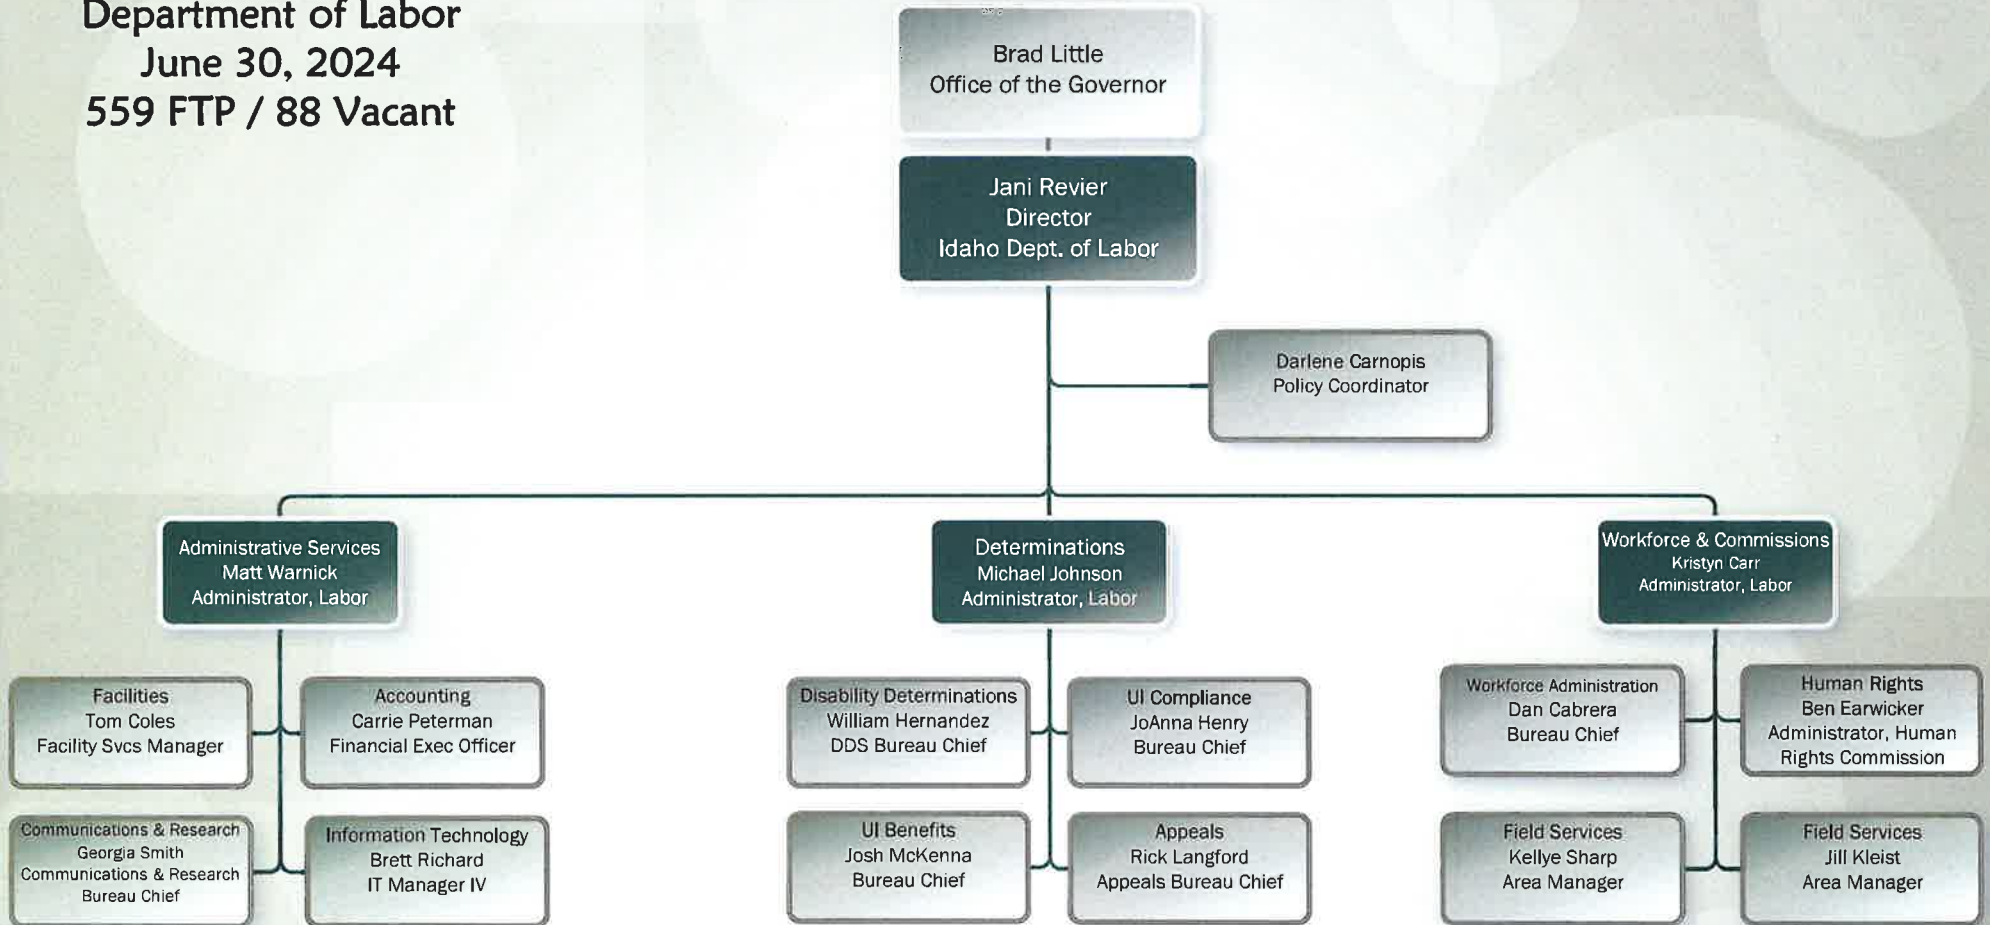 Department of Labor
June 30, 2024
559 FTP / 88 Vacant
Brad Little
Office of the Governor
Jani Revier
Director
Idaho Dept. of Labor
Darlene Carnopis
Policy Coordinator
Administrative Services
Matt Warnick
Administrator, Labor
Determinations
Michael Johnson
Administrator, Labor
Workforce & Commissions
Kristyn Carr
Administrator, Labor
Facilities
Tom Coles
Facility Svcs Manager
Accounting
Carrie Peterman
Financial Exec Officer
Disability Determinations
William Hernandez
DDS Bureau Chief
UI Compliance
JoAnna Henry
Bureau Chief
Workforce Administration
Dan Cabrera
Bureau Chief
Human Rights
Ben Earwicker
Administrator, Human
Rights Commission
Communications & Research
Georgia Smith
Communications & Research
Bureau Chief
Information Technology
Brett Richard
IT Manager IV
UI Benefits
Josh McKenna
Bureau Chief
Appeals
Rick Langford
Appeals Bureau Chief
Field Services
Kellye Sharp
Area Manager
Field Services
Jill Kleist
Area Manager